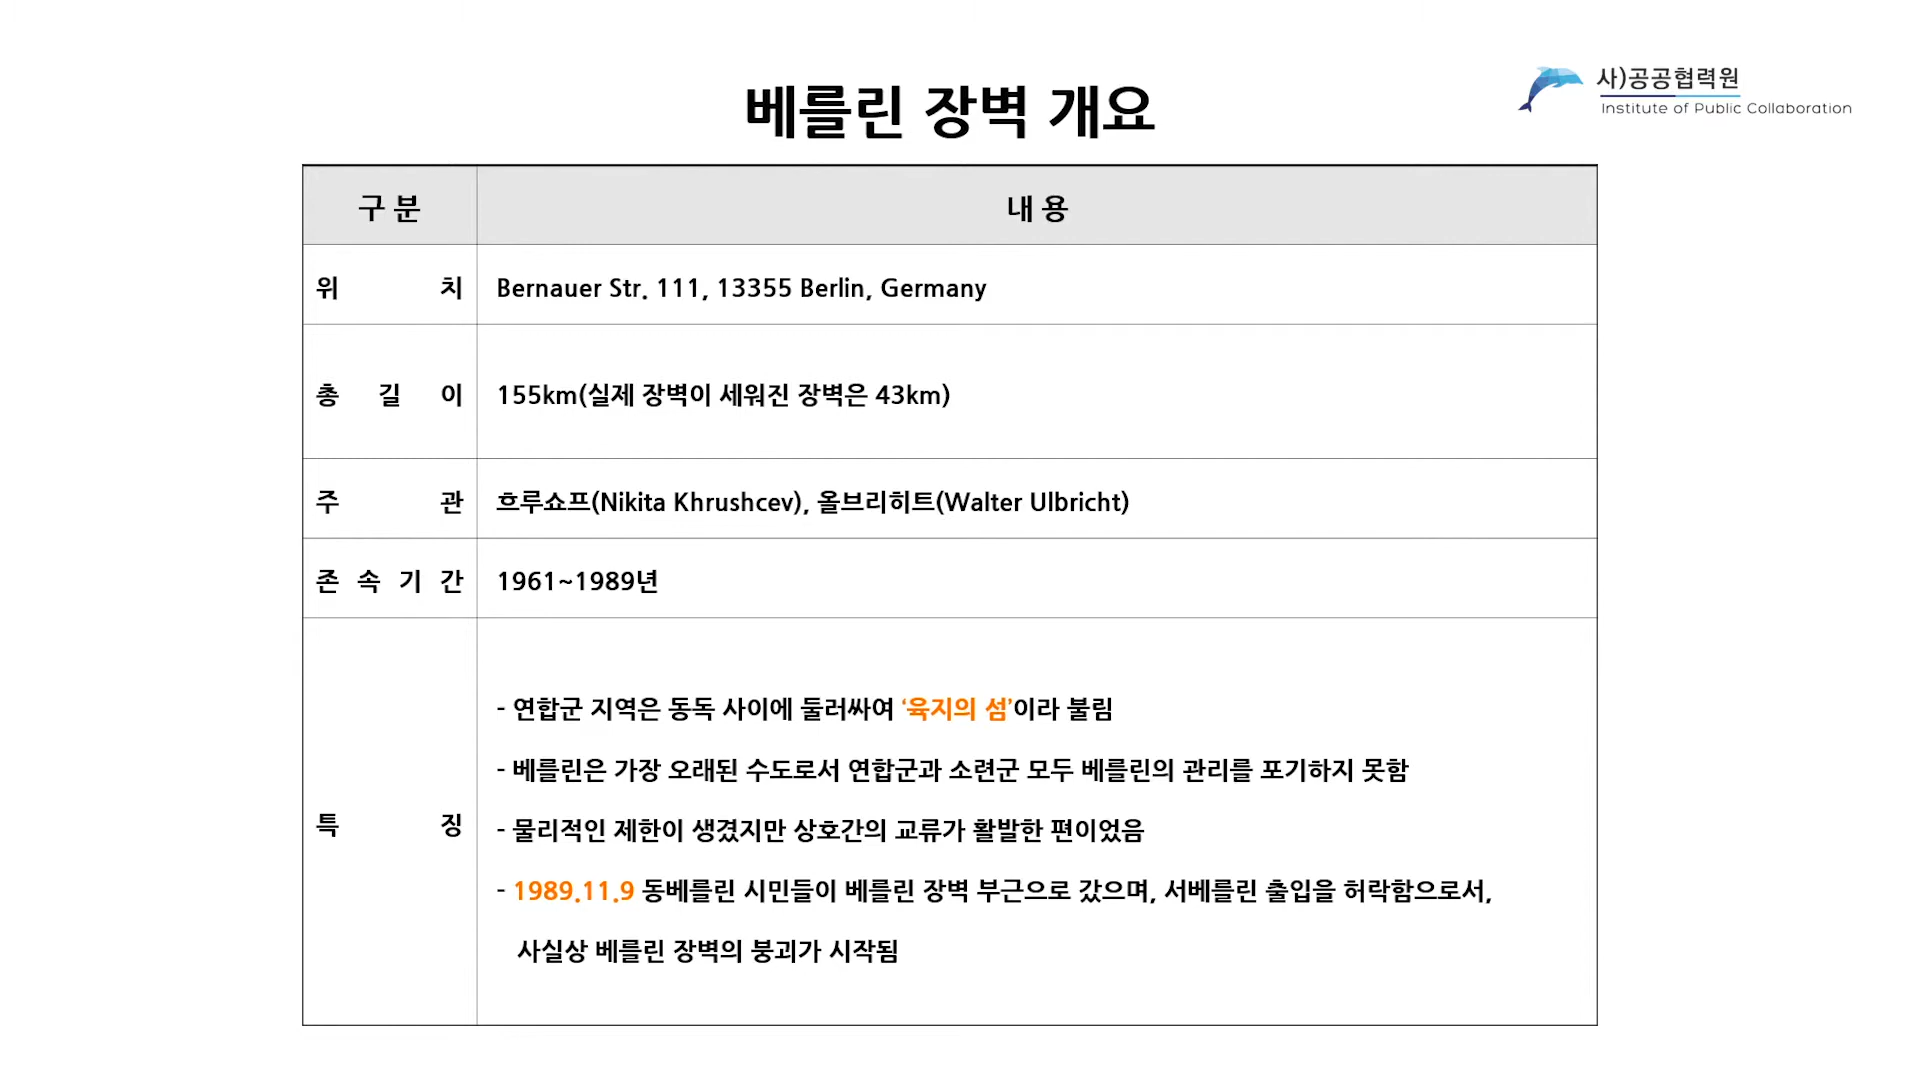 베를린 장벽 개요
사)공공협력원
Institute of Public Collaboration
구 분 내 용
위 치 Bernauer Str. 111, 13355 Berlin, Germany
총 길 이 155km(실제 장벽이 세워진 장벽은 43km)
주 관 흐루쇼프(Nikita Khrushcev), 올브리히트(Walter Ulbricht)
존 속 기 간 1961~1989년
특 징
- 연합군 지역은 동독 사이에 둘러싸여 ‘육지의 섬’이라 불림
- 베를린은 가장 오래된 수도로서 연합군과 소련군 모두 베를린의 관리를 포기하지 못함
- 물리적인 제한이 생겼지만 상호간의 교류가 활발한 편이었음
- 1989.11.9 동베를린 시민들이 베를린 장벽 부근으로 갔으며, 서베를린 출입을 허락함으로서,
사실상 베를린 장벽의 붕괴가 시작됨